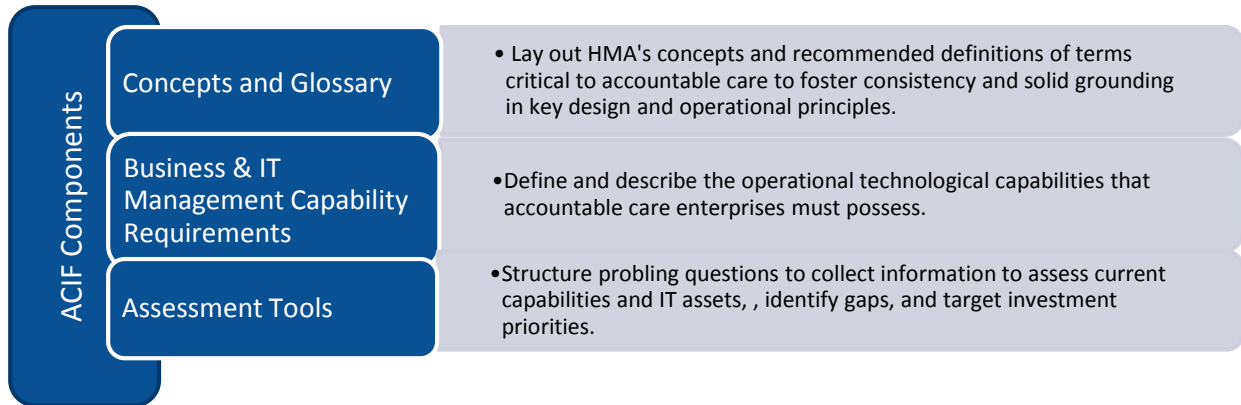 ACIF Components
Concepts and Glossary
• Lay out HMA's concepts and recommended definitions of terms
critical to accountable care to foster consistency and solid grounding
in key design and operational principles.
Business & IT
Management Capability
Requirements
•Define and describe the operational technological capabilities that
accountable care enterprises must possess.
Assessment Tools
•Structure probling questions to collect information to assess current
capabilities and IT assets, , identify gaps, and target investment
priorities.